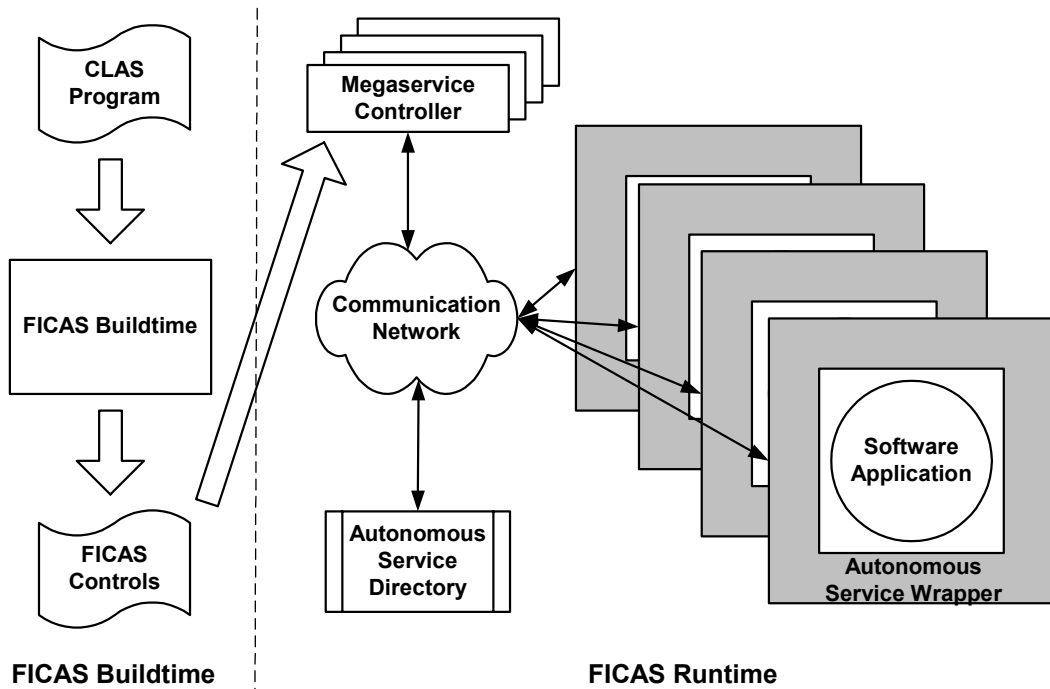 CLAS
Program
FICAS Buildtime
FICAS
Controls
FICAS Buildtime
Megaservice
Controller
Communication
Network
Autonomous
Service
Directory
Software
Application
Autonomous
Service Wrapper
FICAS Runtime